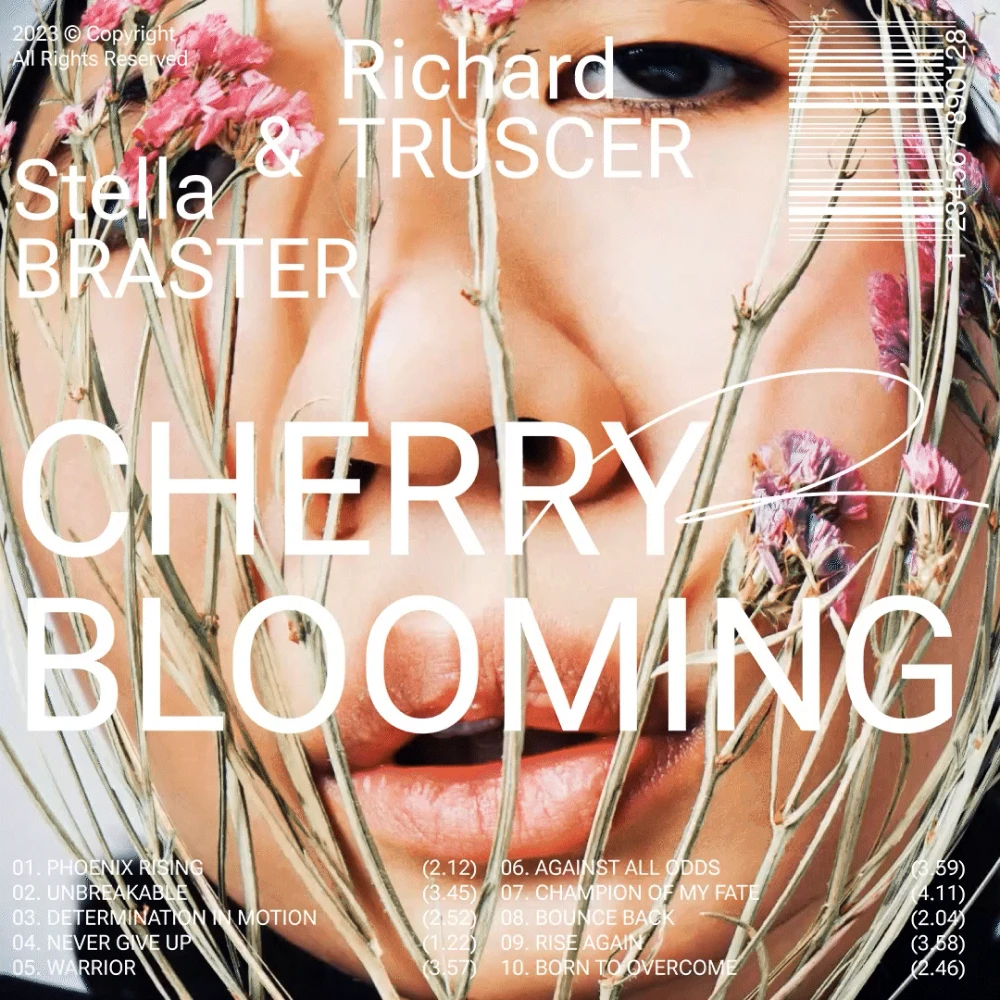 2023 © Copyright
All Rights Reserved
Richard
& TRUSCER
Stella
BRASTER
1 234567 890128
CHERRY
BLOOMING
01. PHOENIX RISING (2.12)
02. UNBREAKABLE (3.45)
03. DETERMINATION IN MOTION (2.52)
04. NEVER GIVE UP (1.22)
05. WARRIOR (3.57)
06. AGAINST ALL ODDS (3.59)
07. CHAMPION OF MY FATE (4.11)
08. BOUNCE BACK (2.04)
09. RISE AGAIN (3.58)
10. BORN TO OVERCOME (2.46)